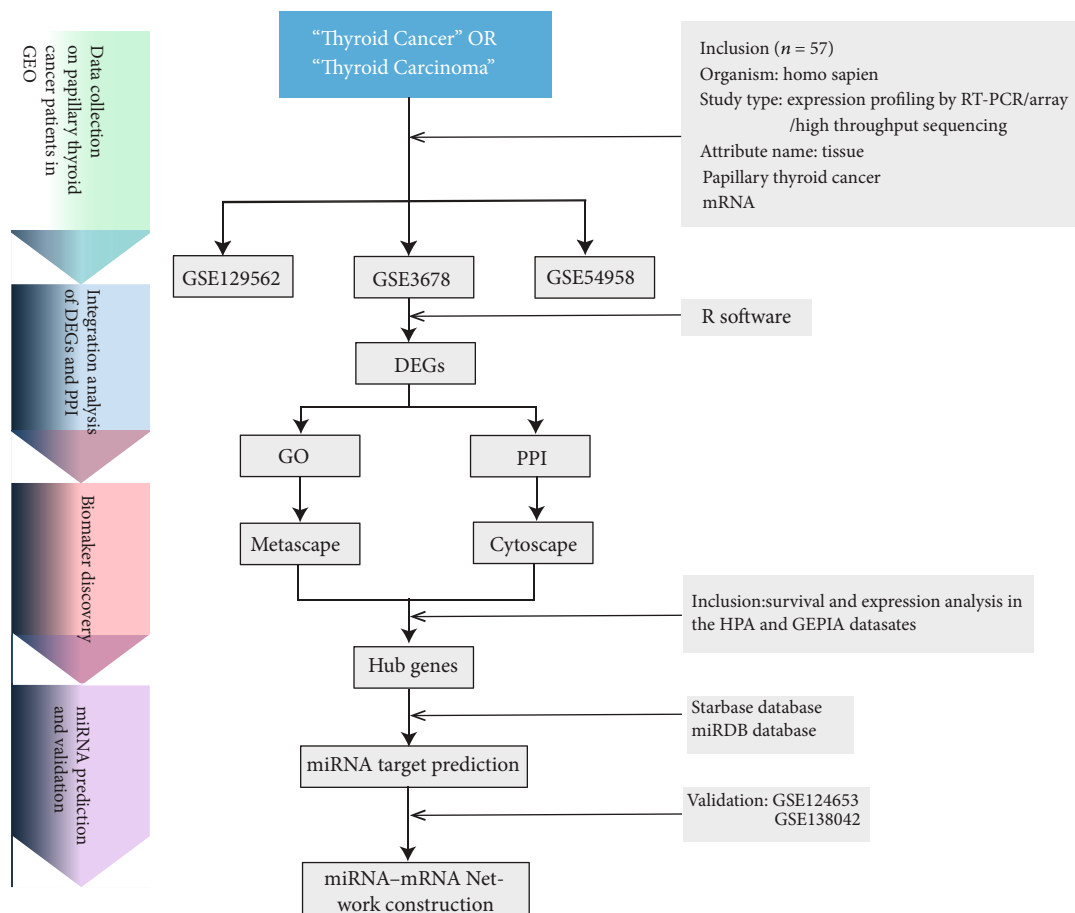 Data collection
on papillary thyroid
cancer patients in
GEO
Integration analysis
of DEGs and PPI
Biomaker discovery
miRNA prediction
and validation
“Thyroid Cancer” OR
“Thyroid Carcinoma”
Inclusion (n = 57)
Organism: homo sapien
Study type: expression profiling by RT-PCR/array
/high throughput sequencing
Attribute name: tissue
Papillary thyroid cancer
mRNA
GSE129562
GSE3678
GSE54958
R software
DEGs
GO
PPI
Metascape
Cytoscape
Inclusion:survival and expression analysis in
the HPA and GEPIA datasates
Hub genes
Starbase database
miRDB database
miRNA target prediction
Validation: GSE124653
GSE138042
miRNA–mRNA Net-
work construction